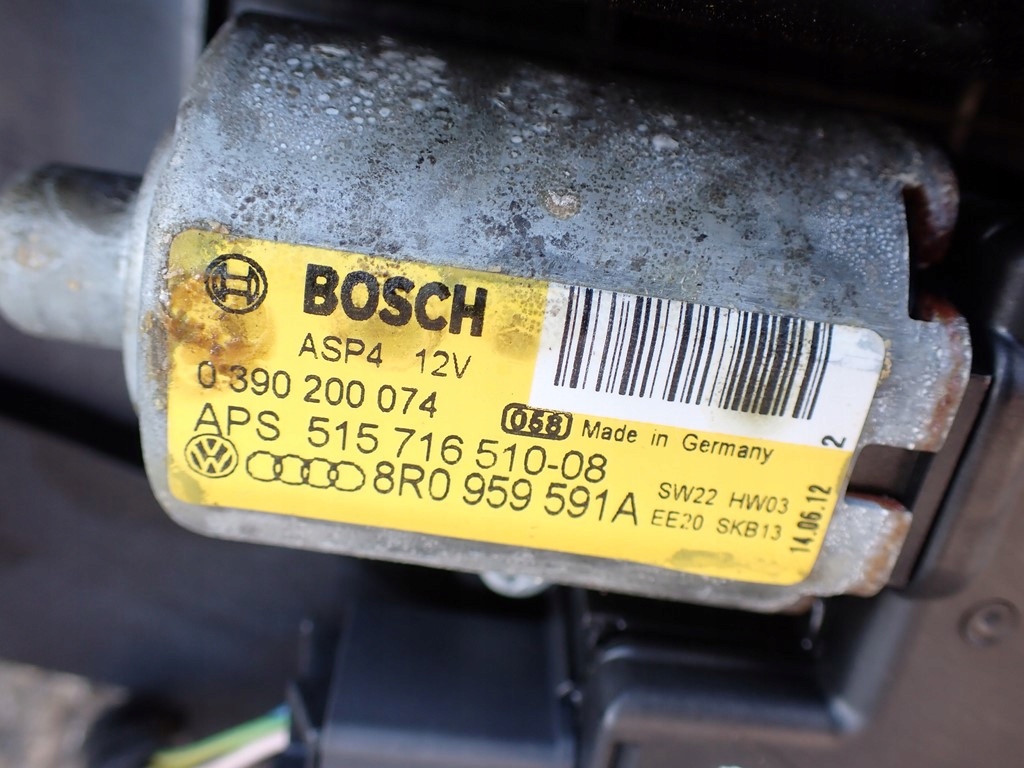 BOSCH
ASP4 12V
0 390 200 074
058 Made in Germany
APS 515 716 510-08
8R0 959 591A
SW22 HW03
EE20 SKB13
14.06.12
2